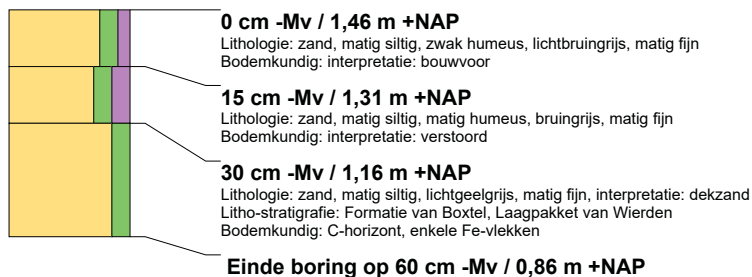 0 cm -Mv / 1,46 m +NAP
Lithologie: zand, matig siltig, zwak humeus, lichtbruingrijs, matig fijn
Bodemkundig: interpretatie: bouwvoor
15 cm -Mv / 1,31 m +NAP
Lithologie: zand, matig siltig, matig humeus, bruingrijs, matig fijn
Bodemkundig: interpretatie: verstoord
30 cm -Mv / 1,16 m +NAP
Lithologie: zand, matig siltig, lichtgeelgrijs, matig fijn, interpretatie: dekzand
Litho-stratigrafie: Formatie van Boxtel, Laagpakket van Wierden
Bodemkundig: C-horizont, enkele Fe-vlekken
Einde boring op 60 cm -Mv / 0,86 m +NAP